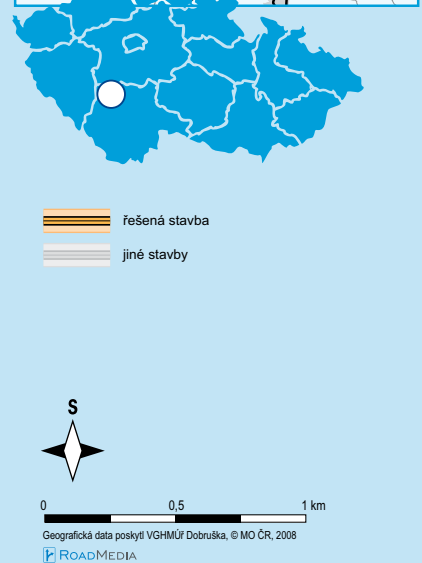 řešená stavba
jiné stavby
S
0 0,5 1 km
Geografická data poskytl VGHMÚř Dobruška, © MO ČR, 2008
ROADMEDIA